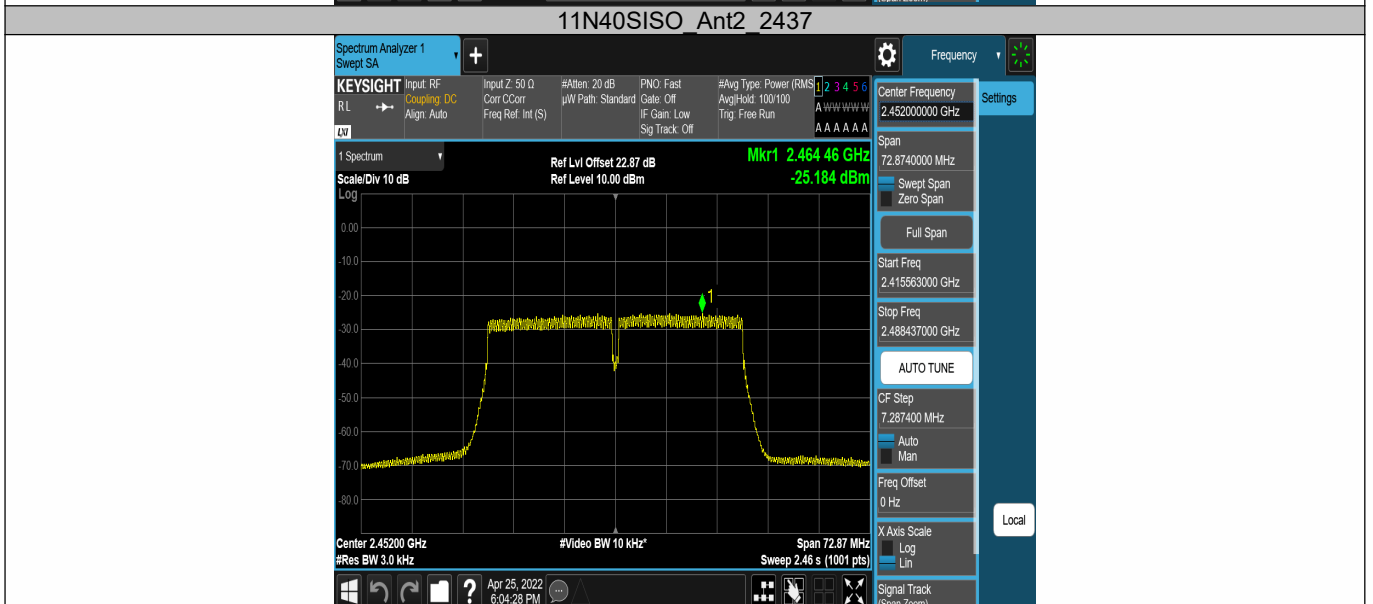 (Span Zoom)
11N40SISO_Ant2_2437
Spectrum Analyzer 1
Swept SA
+
Frequency
KEYSIGHT
RL
LXI
Input: RF
Coupling: DC
Align: Auto
Input Z: 50 Ω
Corr CCorr
Freq Ref: Int (S)
#Atten: 20 dB
µW Path: Standard
PNO: Fast
Gate: Off
IF Gain: Low
Sig Track: Off
#Avg Type: Power (RMS
Avg|Hold: 100/100
Trig: Free Run
1 2 3 4 5 6
A W W W W W
A A A A A A
Center Frequency
2.452000000 GHz
Settings
Span
72.8740000 MHz
Swept Span
Zero Span
Full Span
Start Freq
2.415563000 GHz
Stop Freq
2.488437000 GHz
AUTO TUNE
CF Step
7.287400 MHz
Auto
Man
Freq Offset
0 Hz
X Axis Scale
Log
Lin
Local
Signal Track
(Span Zoom)
1 Spectrum
Scale/Div 10 dB
Log
Ref Lvl Offset 22.87 dB
Ref Level 10.00 dBm
Mkr1 2.464 46 GHz
-25.184 dBm
0.00
-10.0
-20.0
1
-30.0
-40.0
-50.0
-60.0
-70.0
-80.0
Center 2.45200 GHz
#Video BW 10 kHz*
Span 72.87 MHz
#Res BW 3.0 kHz
Sweep 2.46 s (1001 pts)
?
Apr 25, 2022
6:04:28 PM